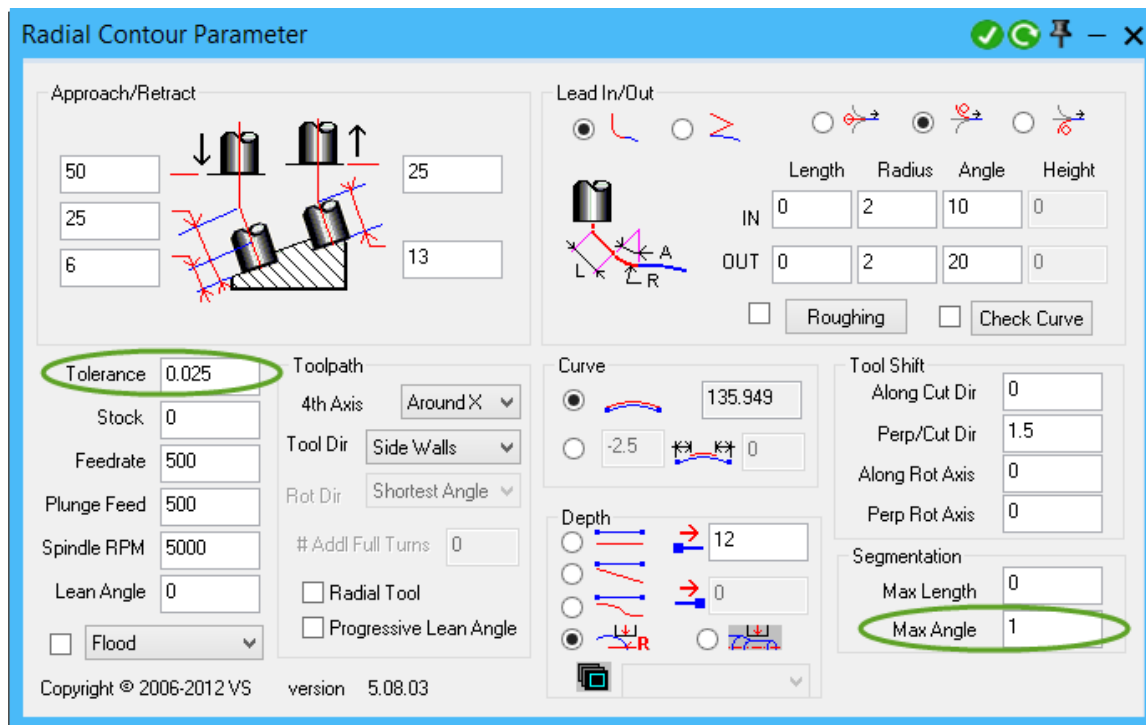 Radial Contour Parameter
Approach/Retract
50
25
25
6
13
Lead In/Out
Length Radius Angle Height
IN 0 2 10 0
L A R
OUT 0 2 20 0
Roughing Check Curve
Tolerance 0.025
Stock 0
Feedrate 500
Plunge Feed 500
Spindle RPM 5000
Lean Angle 0
Flood
Toolpath
4th Axis Around X
Tool Dir Side Walls
Rot Dir Shortest Angle
# Addl Full Turns 0
Radial Tool
Progressive Lean Angle
Curve
135.949
-2.5 0
Depth
12
0
R
Tool Shift
Along Cut Dir 0
Perp/Cut Dir 1.5
Along Rot Axis 0
Perp Rot Axis 0
Segmentation
Max Length 0
Max Angle 1
Copyright © 2006-2012 VS version 5.08.03